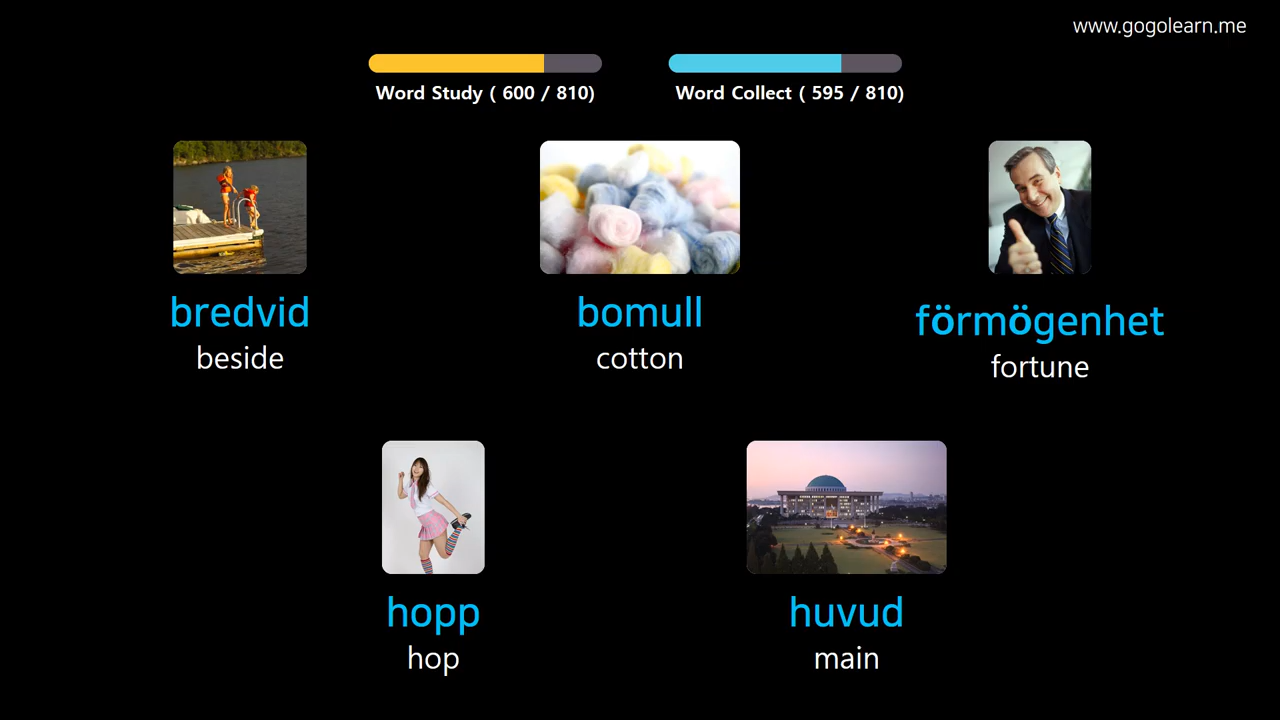 www.gogolearn.me
Word Study ( 600 / 810)
Word Collect ( 595 / 810)
bredvid
beside
bomull
cotton
förmögenhet
fortune
hopp
hop
huvud
main